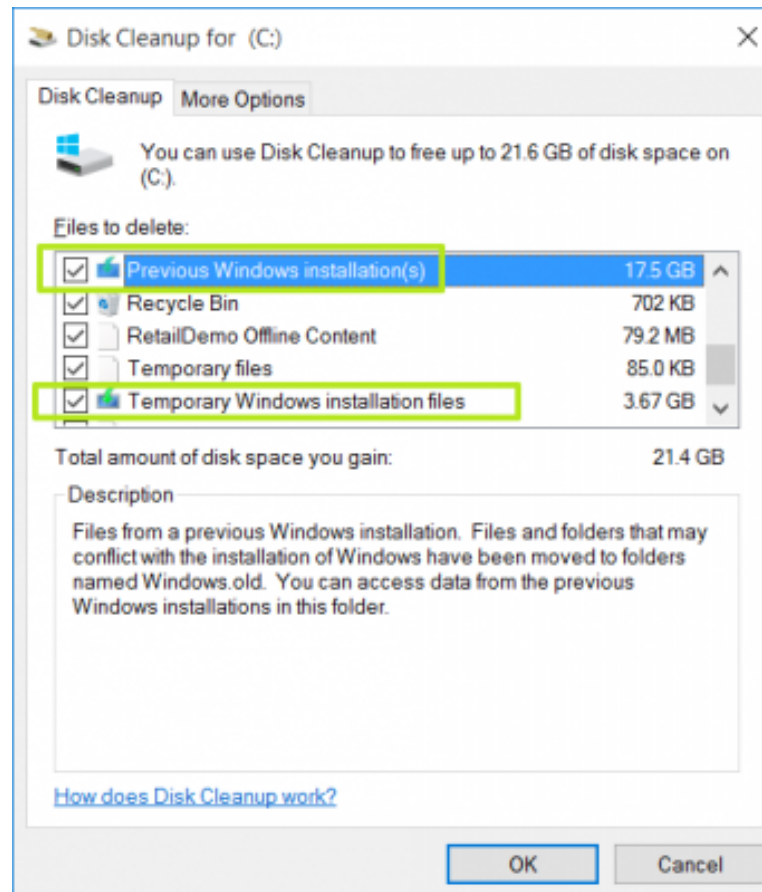 Disk Cleanup for (C:)
Disk Cleanup
More Options
You can use Disk Cleanup to free up to 21.6 GB of disk space on
(C:).
Files to delete:
Previous Windows installation(s) 17.5 GB
Recycle Bin 702 KB
RetailDemo Offline Content 79.2 MB
Temporary files 85.0 KB
Temporary Windows installation files 3.67 GB
Total amount of disk space you gain: 21.4 GB
Description
Files from a previous Windows installation. Files and folders that may
conflict with the installation of Windows have been moved to folders
named Windows.old. You can access data from the previous
Windows installations in this folder.
How does Disk Cleanup work?
OK
Cancel